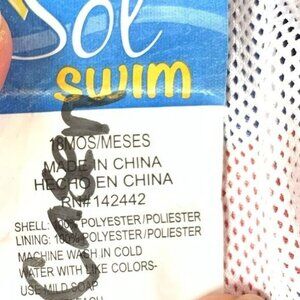 Sol
swim
18MOS/MESES
MADE IN CHINA
HECHO EN CHINA
RN#142442
SHELL: 100% POLYESTER/POLIESTER
LINING: 100% POLYESTER/POLIESTER
MACHINE WASH IN COLD
WATER WITH LIKE COLORS-
USE MILD SOAP